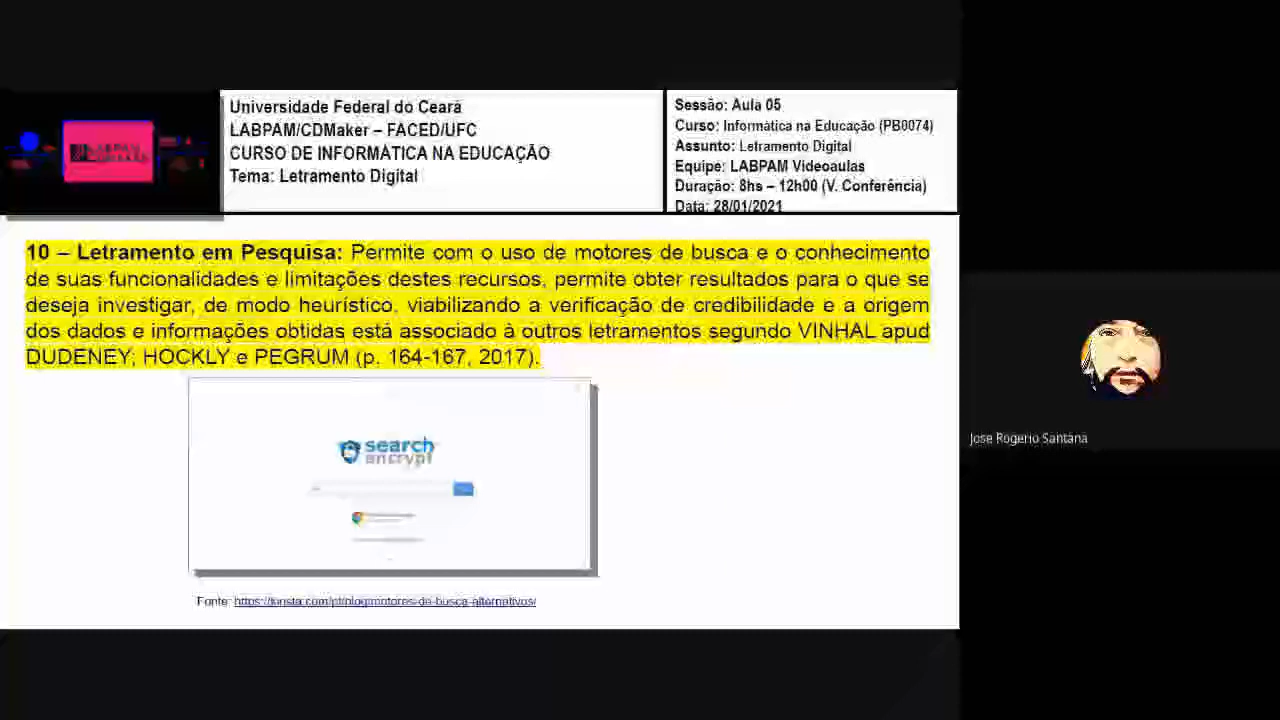 Universidade Federal do Ceará
LABPAM/CDMaker – FACED/UFC
CURSO DE INFORMÁTICA NA EDUCAÇÃO
Tema: Letramento Digital
Sessão: Aula 05
Curso: Informática na Educação (PB0074)
Assunto: Letramento Digital
Equipe: LABPAM Videoaulas
Duração: 8hs – 12h00 (V. Conferência)
Data: 28/01/2021
10 – Letramento em Pesquisa: Permite com o uso de motores de busca e o conhecimento
de suas funcionalidades e limitações destes recursos, permite obter resultados para o que se
deseja investigar, de modo heurístico, viabilizando a verificação de credibilidade e a origem
dos dados e informações obtidas está associado à outros letramentos segundo VINHAL apud
DUDENEY; HOCKLY e PEGRUM (p. 164-167, 2017).
search
encrypt
Fonte: https://kinsta.com/pt/blog/motores-de-busca-alternativos/
Jose Rogerio Santana